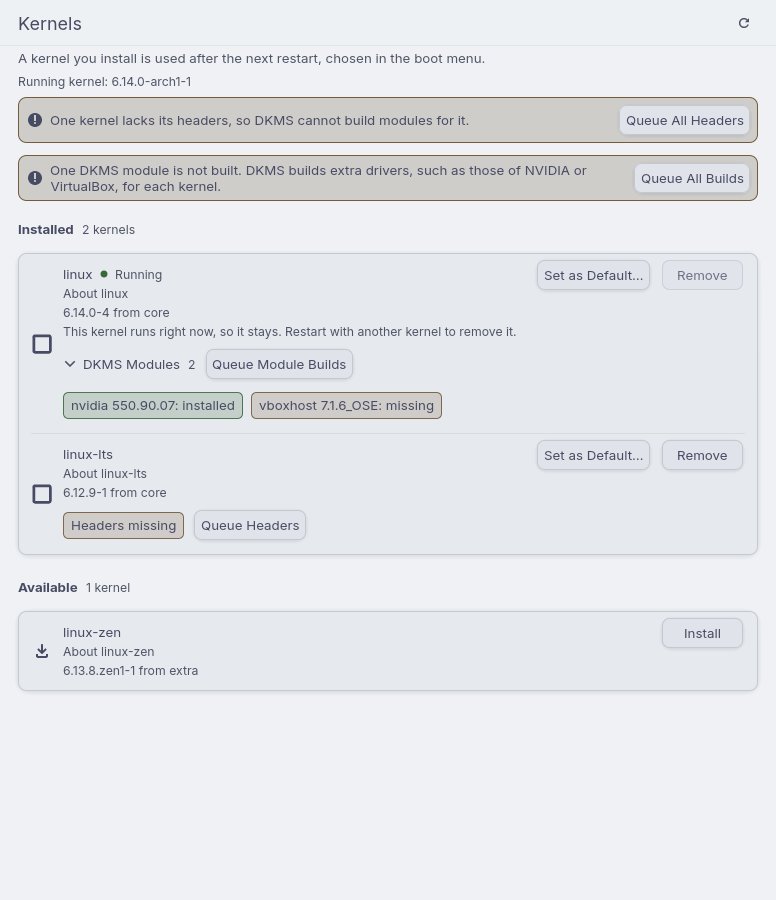 Kernels
A kernel you install is used after the next restart, chosen in the boot menu.
Running kernel: 6.14.0-arch1-1
One kernel lacks its headers, so DKMS cannot build modules for it.
Queue All Headers
One DKMS module is not built. DKMS builds extra drivers, such as those of NVIDIA or
VirtualBox, for each kernel.
Queue All Builds
Installed 2 kernels
linux Running
Set as Default... Remove
About linux
6.14.0-4 from core
This kernel runs right now, so it stays. Restart with another kernel to remove it.
DKMS Modules 2 Queue Module Builds
nvidia 550.90.07: installed vboxhost 7.1.6_OSE: missing
linux-lts
Set as Default... Remove
About linux-lts
6.12.9-1 from core
Headers missing Queue Headers
Available 1 kernel
linux-zen
Install
About linux-zen
6.13.8.zen1-1 from extra